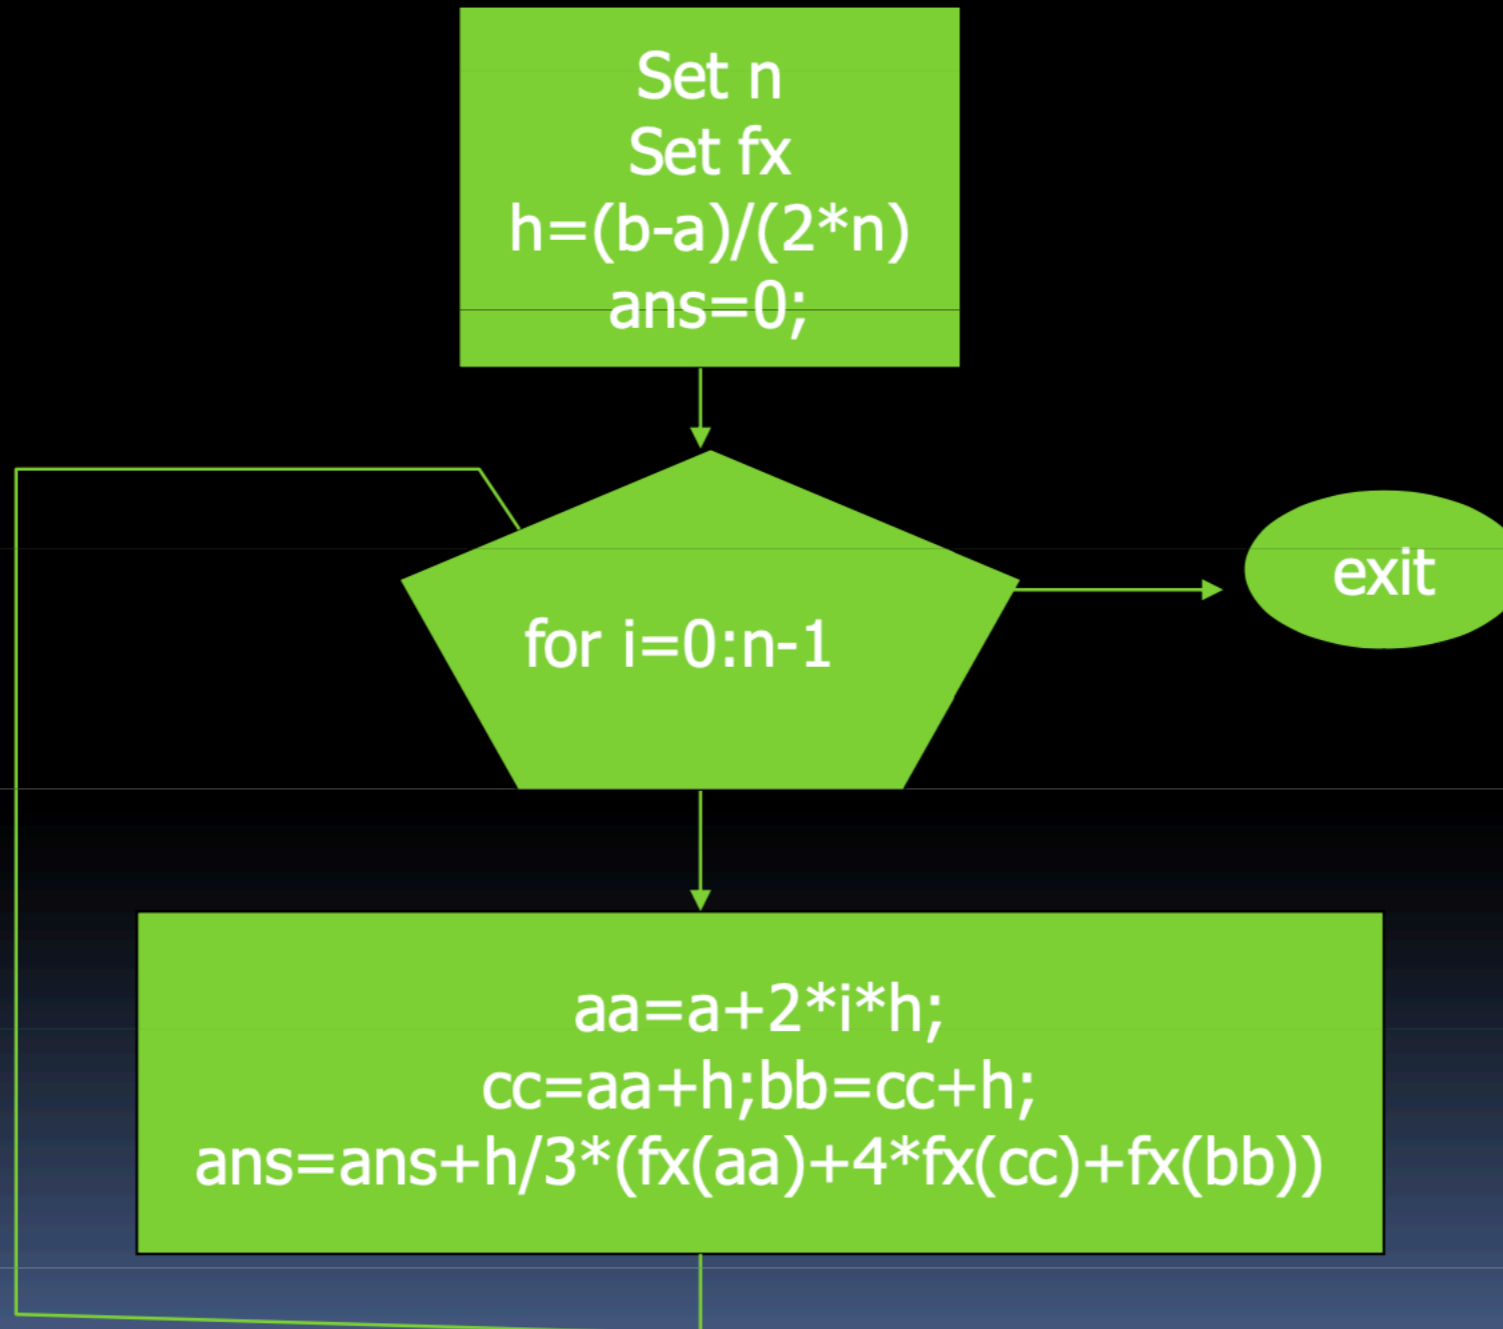 Set n
Set fx
h=(b-a)/(2*n)
ans=0;
for i=0:n-1
exit
aa=a+2*i*h;
cc=aa+h;bb=cc+h;
ans=ans+h/3*(fx(aa)+4*fx(cc)+fx(bb))